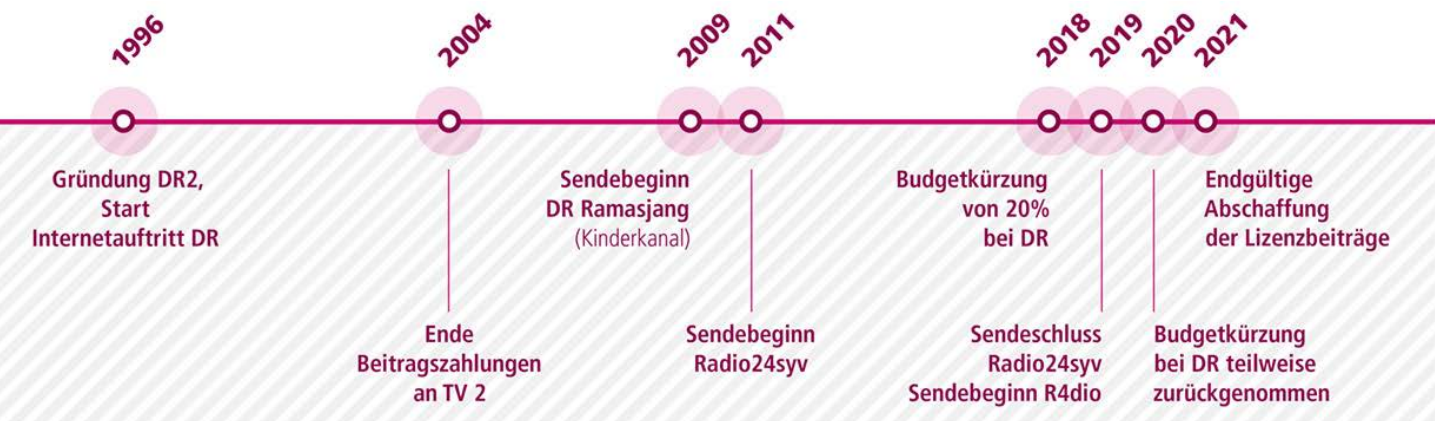 1996
2004
2009
2011
2018
2019
2020
2021
Gründung DR2,
Start
Internetauftritt DR
Ende
Beitragszahlungen
an TV 2
Sendebeginn
DR Ramasjang
(Kinderkanal)
Sendebeginn
Radio24syv
Budgetkürzung
von 20%
bei DR
Sendeschluss
Radio24syv
Sendebeginn R4dio
Budgetkürzung
bei DR teilweise
zurückgenommen
Endgültige
Abschaffung
der Lizenzbeiträge